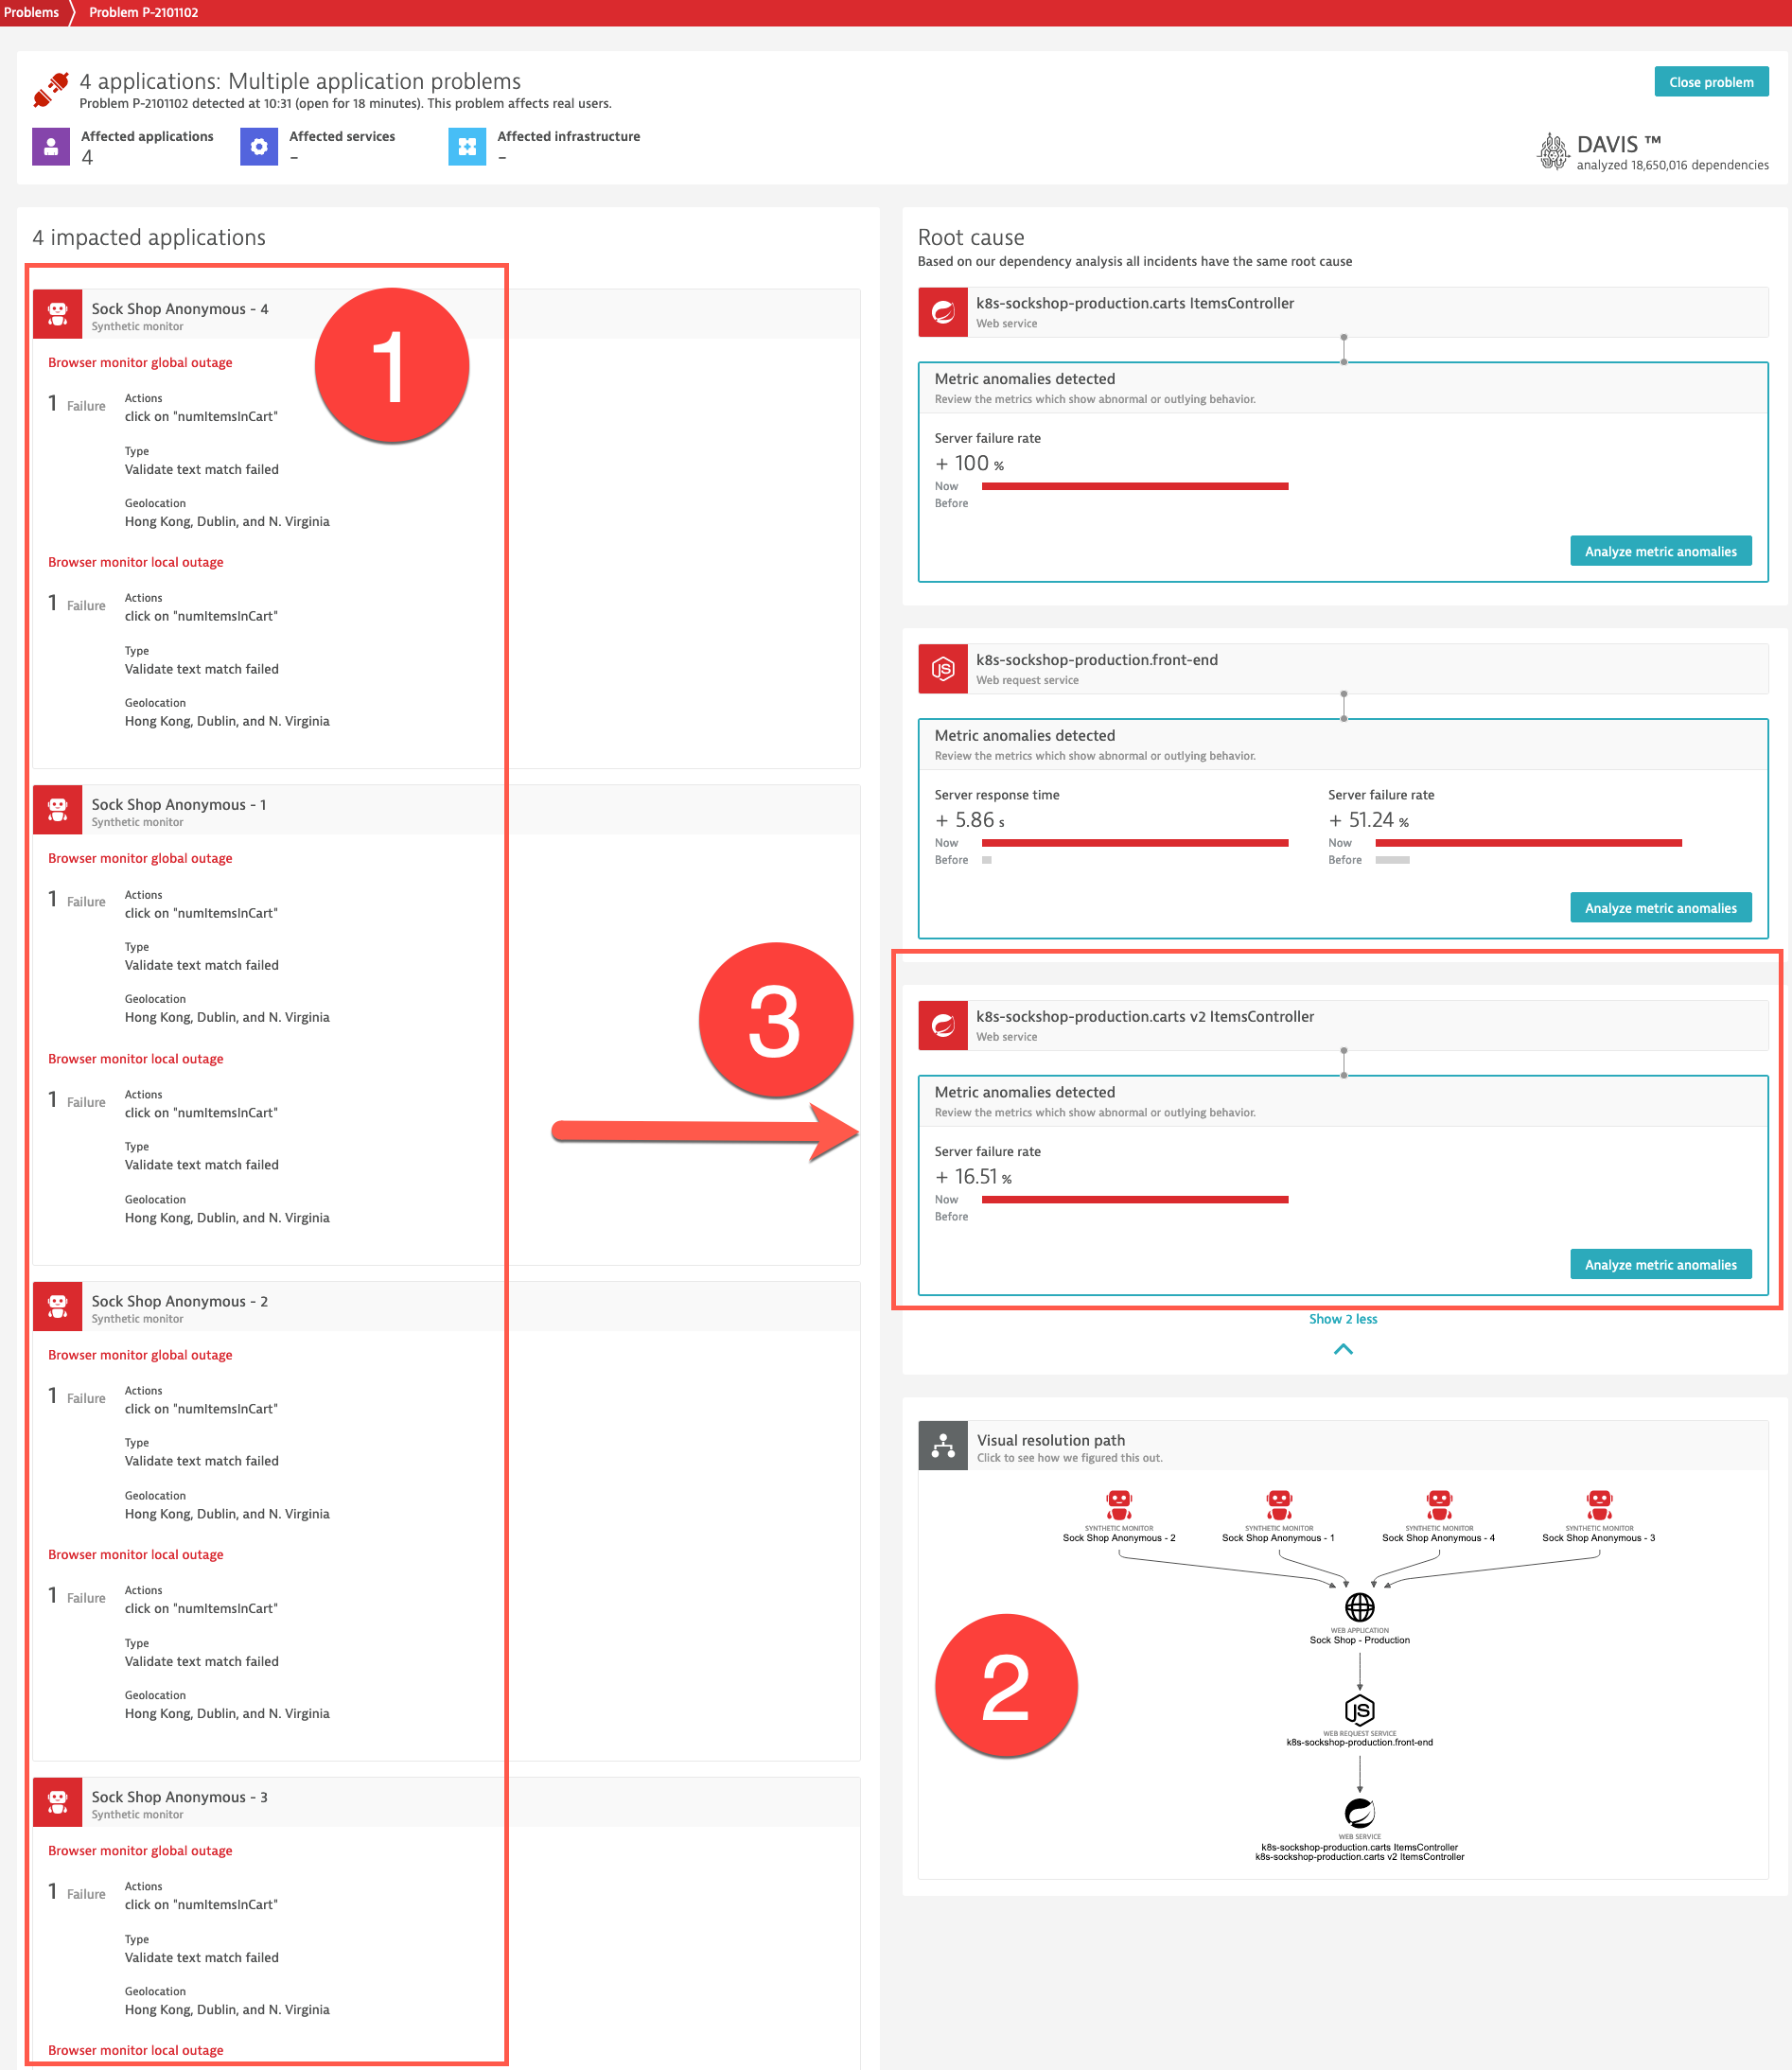 Problems
Problem P-2101102
4 applications: Multiple application problems
Problem P-2101102 detected at 10:31 (open for 18 minutes). This problem affects real users.
Close problem
Affected applications
4
Affected services
-
Affected infrastructure
-
DAVIS ™
analyzed 18,650,016 dependencies
4 impacted applications
Sock Shop Anonymous - 4
Synthetic monitor
1
Browser monitor global outage
1 Failure
Actions
click on "numItemsInCart"
Type
Validate text match failed
Geolocation
Hong Kong, Dublin, and N. Virginia
Browser monitor local outage
1 Failure
Actions
click on "numItemsInCart"
Type
Validate text match failed
Geolocation
Hong Kong, Dublin, and N. Virginia
Sock Shop Anonymous - 1
Synthetic monitor
Browser monitor global outage
1 Failure
Actions
click on "numItemsInCart"
Type
Validate text match failed
Geolocation
Hong Kong, Dublin, and N. Virginia
3
Browser monitor local outage
1 Failure
Actions
click on "numItemsInCart"
Type
Validate text match failed
Geolocation
Hong Kong, Dublin, and N. Virginia
Sock Shop Anonymous - 2
Synthetic monitor
Browser monitor global outage
1 Failure
Actions
click on "numItemsInCart"
Type
Validate text match failed
Geolocation
Hong Kong, Dublin, and N. Virginia
Browser monitor local outage
1 Failure
Actions
click on "numItemsInCart"
Type
Validate text match failed
Geolocation
Hong Kong, Dublin, and N. Virginia
Sock Shop Anonymous - 3
Synthetic monitor
Browser monitor global outage
1 Failure
Actions
click on "numItemsInCart"
Type
Validate text match failed
Geolocation
Hong Kong, Dublin, and N. Virginia
Browser monitor local outage
Root cause
Based on our dependency analysis all incidents have the same root cause
k8s-sockshop-production.carts ItemsController
Web service
Metric anomalies detected
Review the metrics which show abnormal or outlying behavior.
Server failure rate
+ 100 %
Now
Before
Analyze metric anomalies
k8s-sockshop-production.front-end
Web request service
JS
Metric anomalies detected
Review the metrics which show abnormal or outlying behavior.
Server response time
+ 5.86 s
Now
Before
Server failure rate
+ 51.24 %
Now
Before
Analyze metric anomalies
k8s-sockshop-production.carts v2 ItemsController
Web service
Metric anomalies detected
Review the metrics which show abnormal or outlying behavior.
Server failure rate
+ 16.51 %
Now
Before
Analyze metric anomalies
Show 2 less
Visual resolution path
Click to see how we figured this out.
SYNTHETIC MONITOR
Sock Shop Anonymous - 2
SYNTHETIC MONITOR
Sock Shop Anonymous - 1
SYNTHETIC MONITOR
Sock Shop Anonymous - 4
SYNTHETIC MONITOR
Sock Shop Anonymous - 3
WEB APPLICATION
Sock Shop - Production
2
JS
WEB REQUEST SERVICE
k8s-sockshop-production.front-end
WEB SERVICE
k8s-sockshop-production.carts ItemsController
k8s-sockshop-production.carts v2 ItemsController